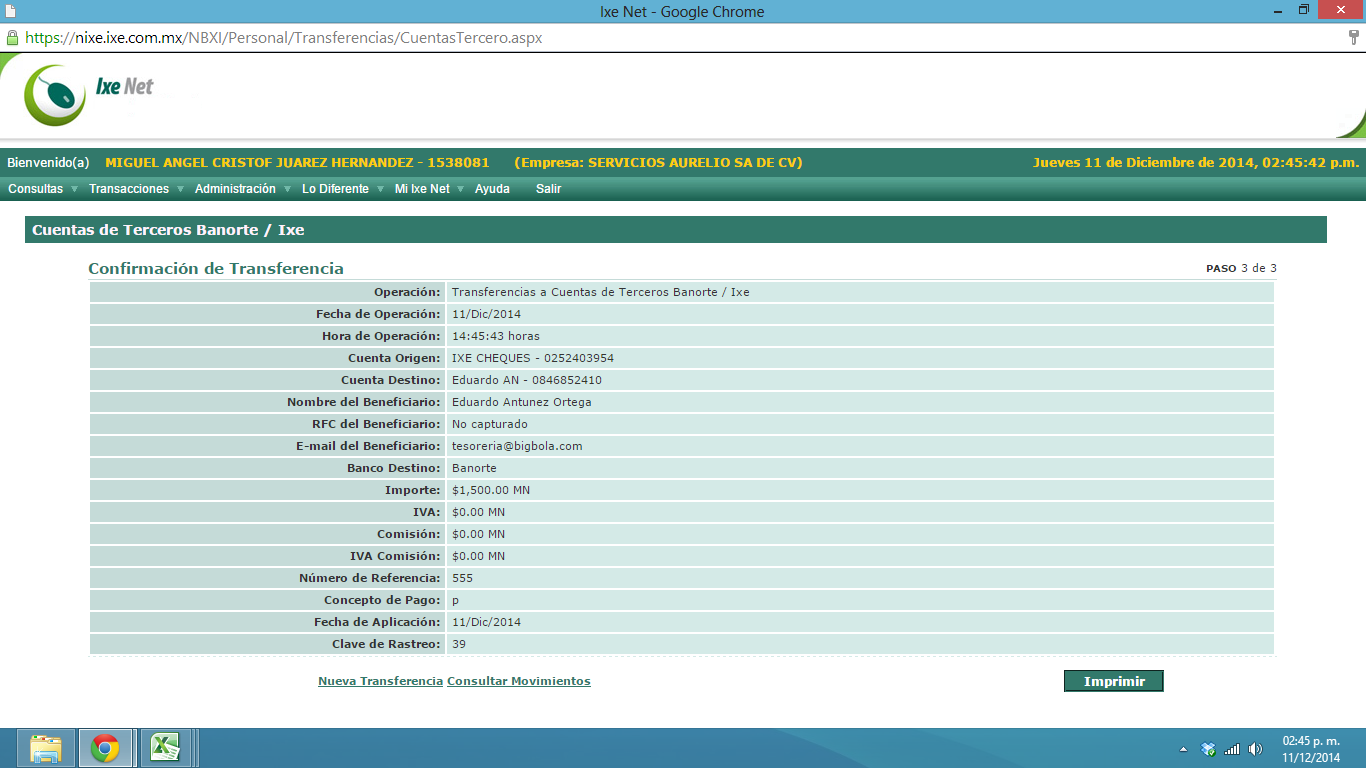 Ixe Net - Google Chrome
https://nixe.ixe.com.mx/NBXI/Personal/Transferencias/CuentasTercero.aspx
Ixe Net
Bienvenido(a) MIGUEL ANGEL CRISTOF JUAREZ HERNANDEZ - 1538081 (Empresa: SERVICIOS AURELIO SA DE CV) Jueves 11 de Diciembre de 2014, 02:45:42 p.m.
Consultas Transacciones Administración Lo Diferente Mi Ixe Net Ayuda Salir
Cuentas de Terceros Banorte / Ixe
Confirmación de Transferencia PASO 3 de 3
Operación: Transferencias a Cuentas de Terceros Banorte / Ixe
Fecha de Operación: 11/Dic/2014
Hora de Operación: 14:45:43 horas
Cuenta Origen: IXE CHEQUES - 0252403954
Cuenta Destino: Eduardo AN - 0846852410
Nombre del Beneficiario: Eduardo Antunez Ortega
RFC del Beneficiario: No capturado
E-mail del Beneficiario: tesoreria@bigbola.com
Banco Destino: Banorte
Importe: $1,500.00 MN
IVA: $0.00 MN
Comisión: $0.00 MN
IVA Comisión: $0.00 MN
Número de Referencia: 555
Concepto de Pago: p
Fecha de Aplicación: 11/Dic/2014
Clave de Rastreo: 39
Nueva Transferencia Consultar Movimientos Imprimir
02:45 p. m.
11/12/2014